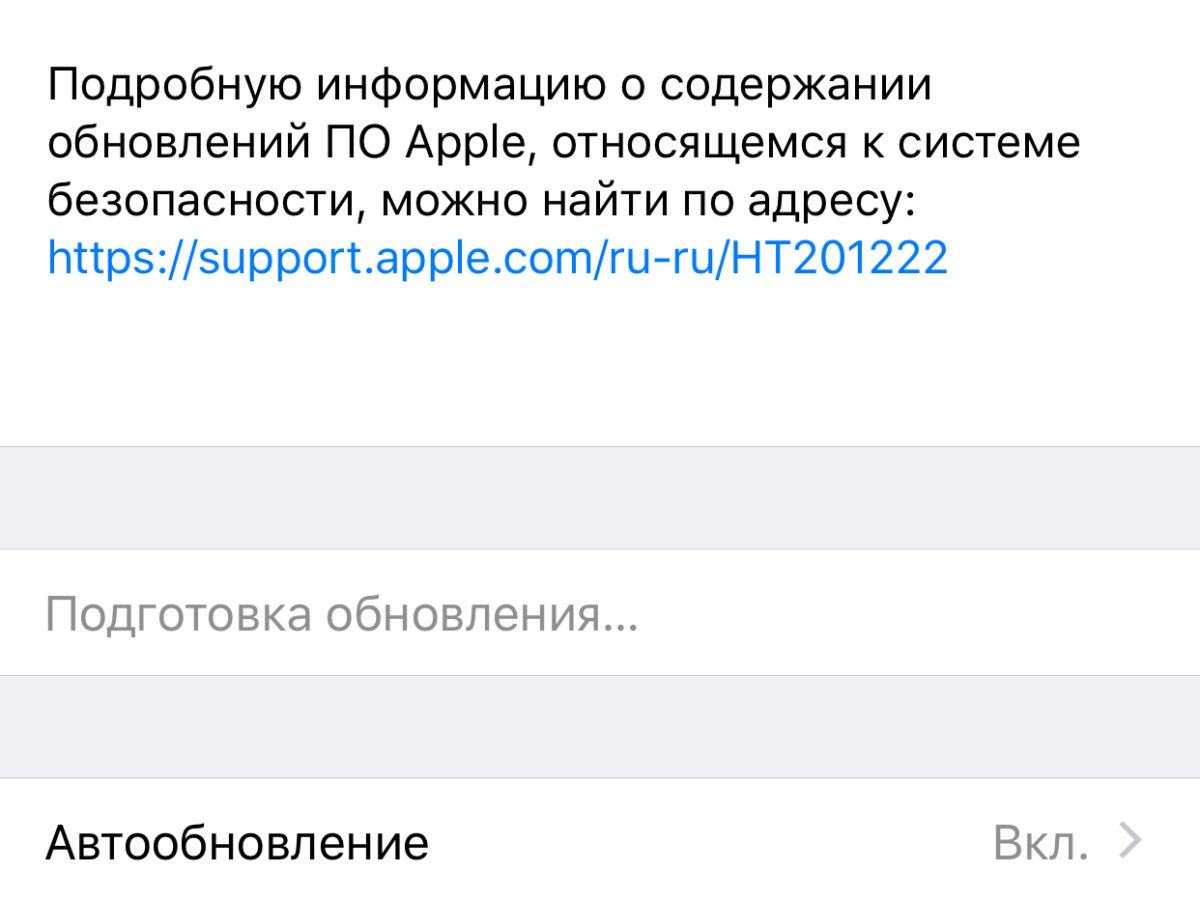 Подробную информацию о содержании
обновлений ПО Apple, относящемся к системе
безопасности, можно найти по адресу:
https://support.apple.com/ru-ru/HT201222
Подготовка обновления...
Автообновление Вкл.